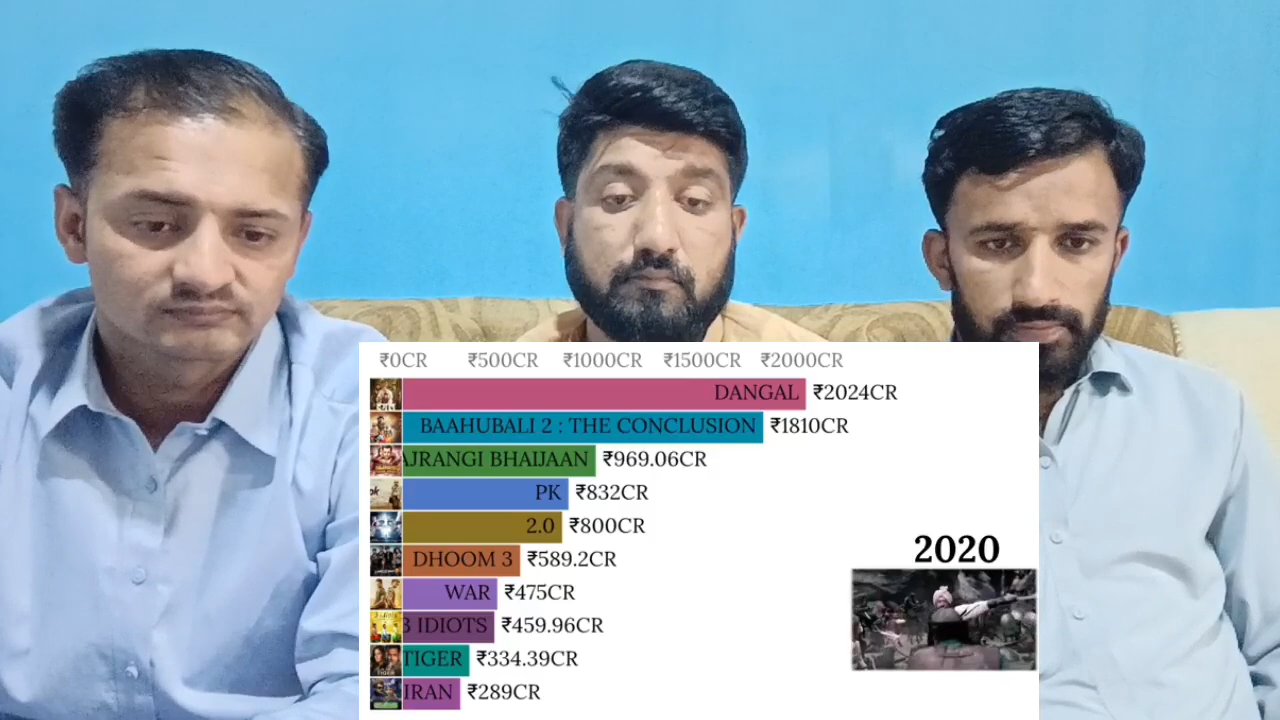 ₹0CR ₹500CR ₹1000CR ₹1500CR ₹2000CR
DANGAL ₹2024CR
BAAHUBALI 2 : THE CONCLUSION ₹1810CR
AJRANGI BHAIJAAN ₹969.06CR
PK ₹832CR
2.0 ₹800CR
2020
DHOOM 3 ₹589.2CR
WAR ₹475CR
3 IDIOTS ₹459.96CR
TIGER ₹334.39CR
IRAN ₹289CR